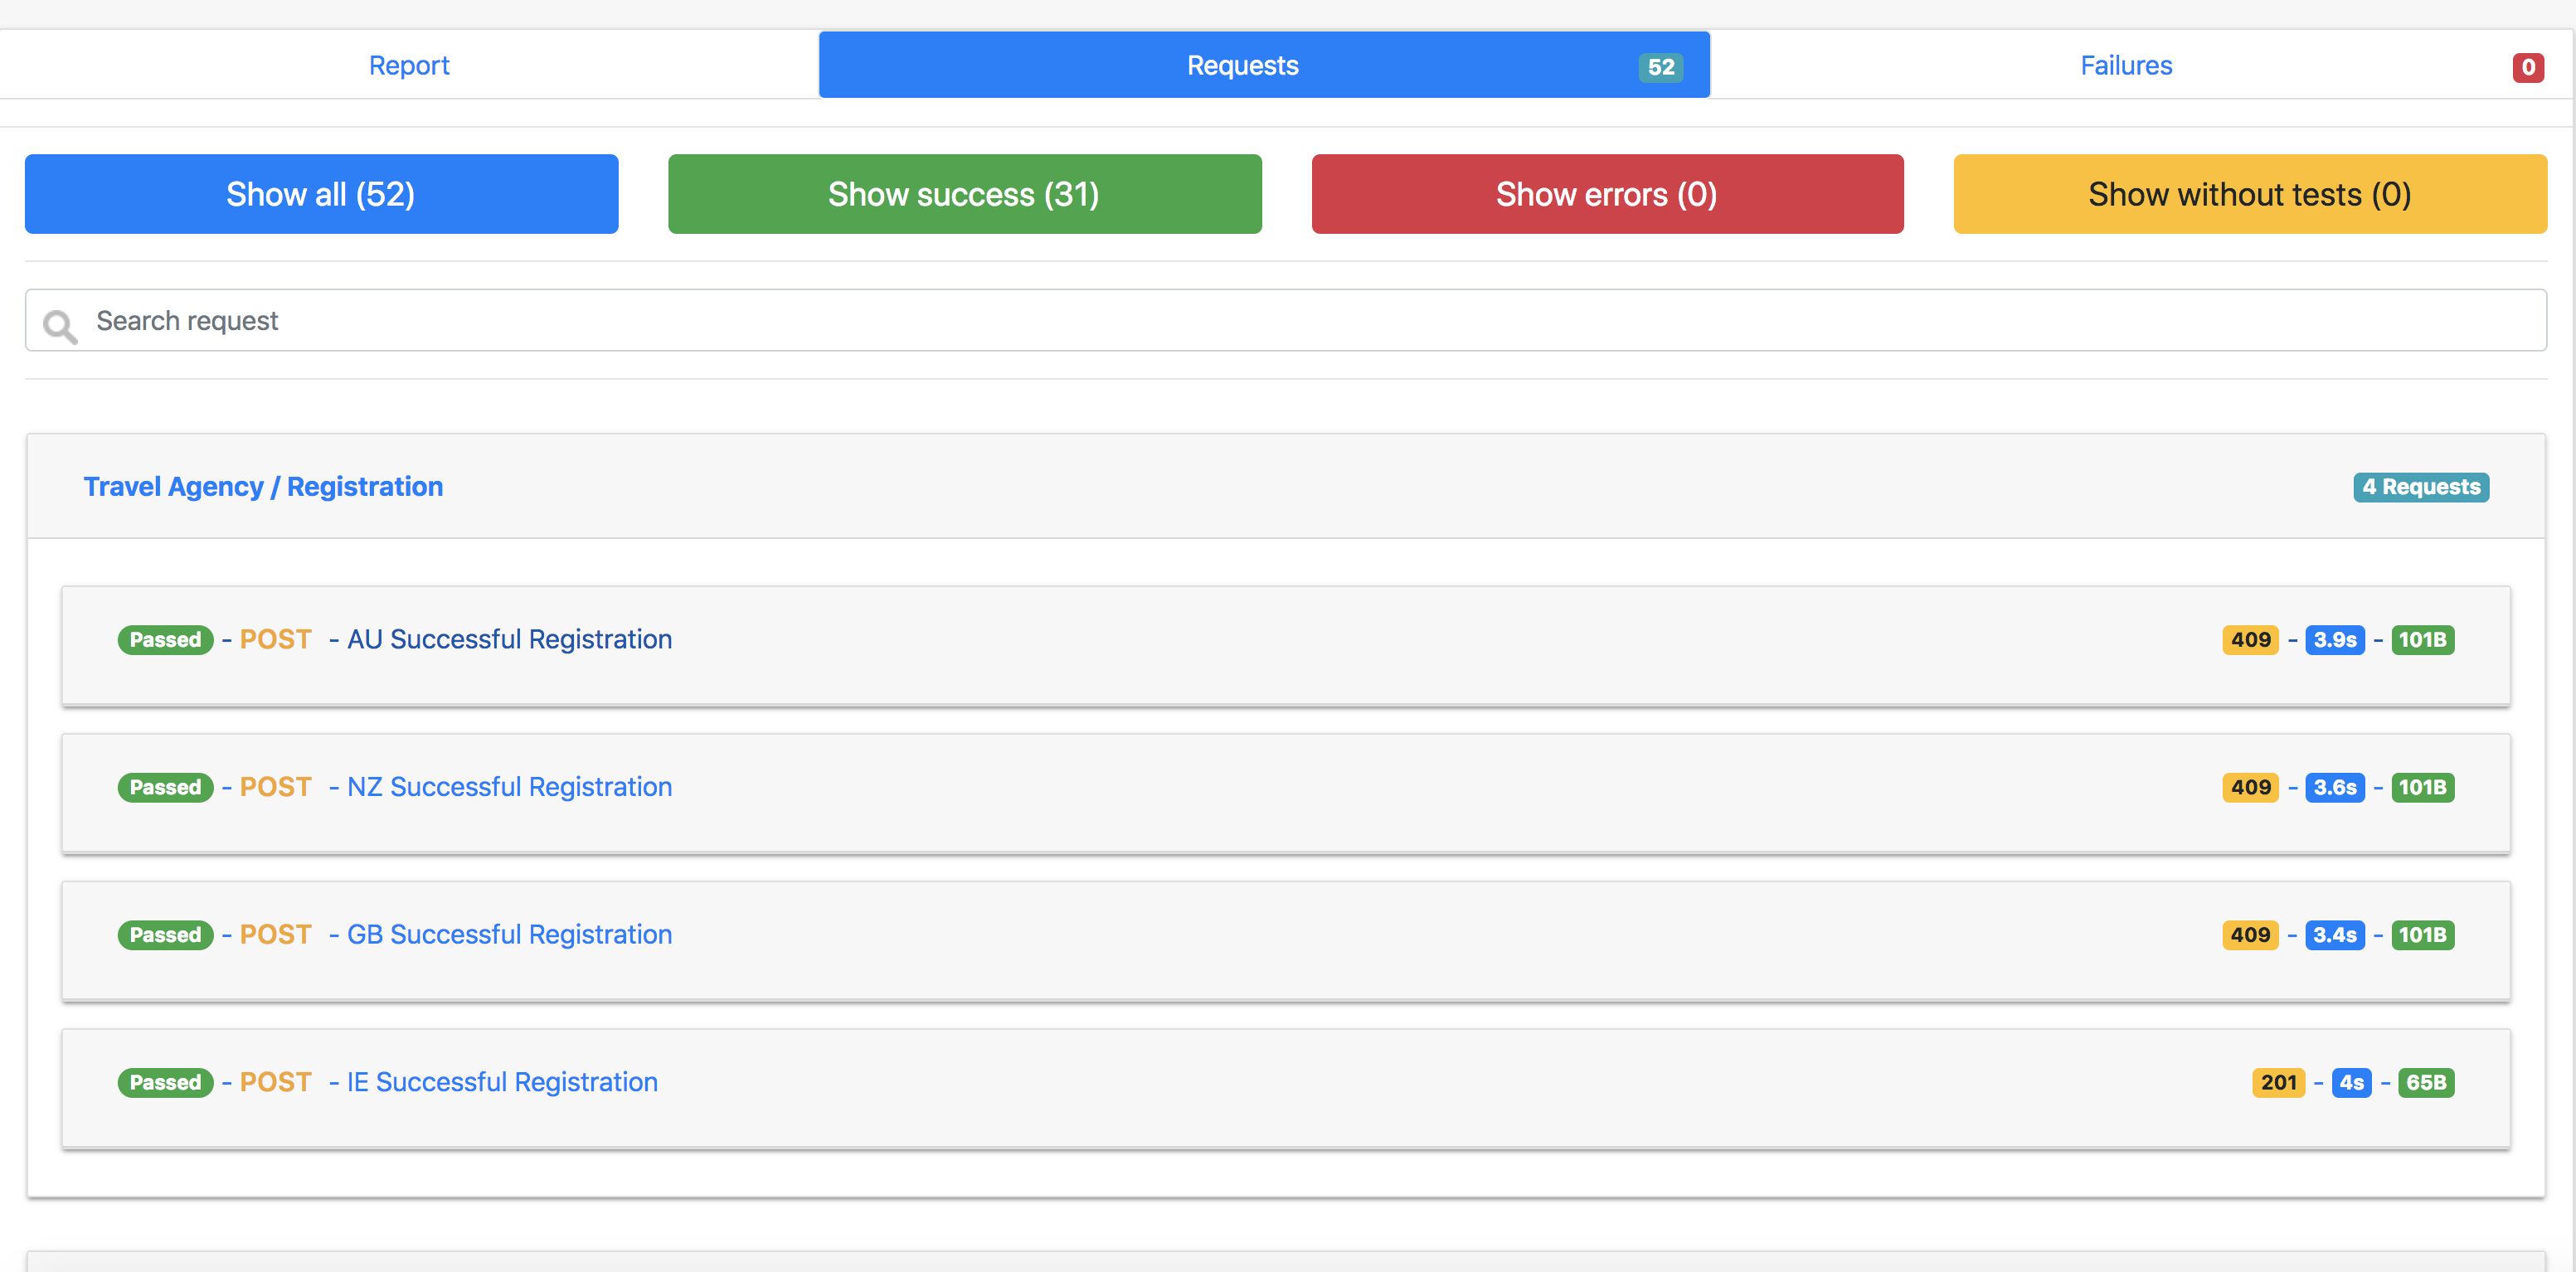 Report
Requests 52
Failures 0
Show all (52)
Show success (31)
Show errors (0)
Show without tests (0)
Search request
Travel Agency / Registration 4 Requests
Passed - POST - AU Successful Registration 409 - 3.9s - 101B
Passed - POST - NZ Successful Registration 409 - 3.6s - 101B
Passed - POST - GB Successful Registration 409 - 3.4s - 101B
Passed - POST - IE Successful Registration 201 - 4s - 65B